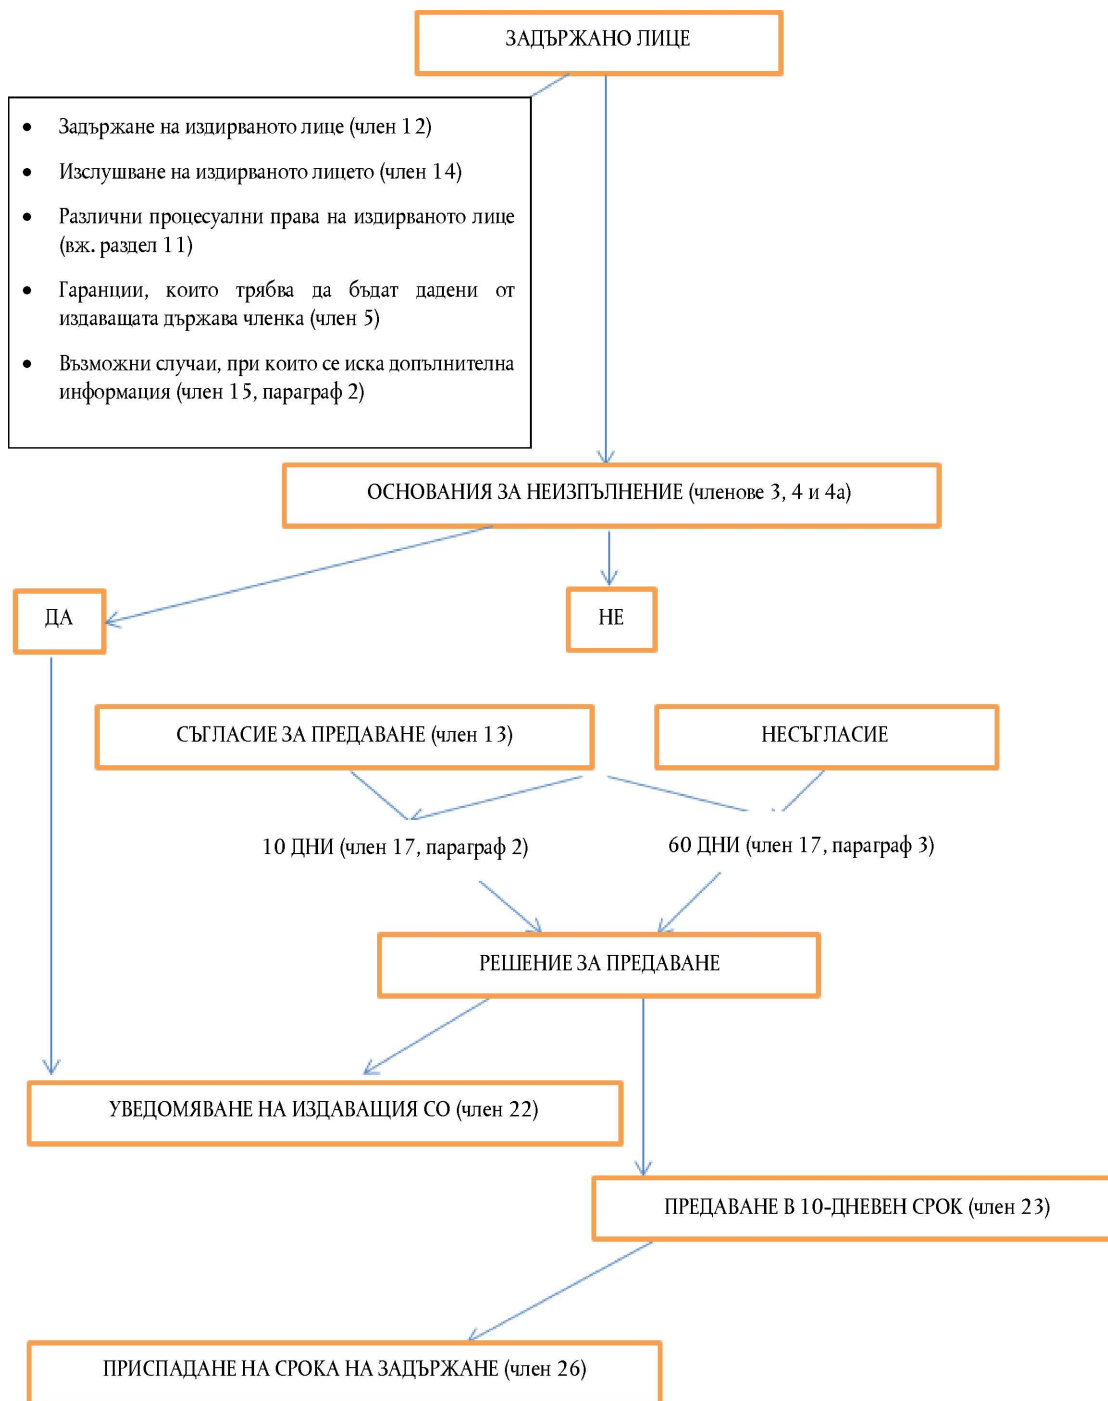 ЗАДЪРЖАНО ЛИЦЕ
• Задържане на издирваното лице (член 12)
• Изслушване на издирваното лицето (член 14)
• Различни процесуални права на издирваното лице
(вж. раздел 11)
• Гаранции, които трябва да бъдат дадени от
издаващата държава членка (член 5)
• Възможни случаи, при които се иска допълнителна
информация (член 15, параграф 2)
ОСНОВАНИЯ ЗА НЕИЗПЪЛНЕНИЕ (членове 3, 4 и 4а)
ДА
НЕ
СЪГЛАСИЕ ЗА ПРЕДАВАНЕ (член 13)
НЕСЪГЛАСИЕ
10 ДНИ (член 17, параграф 2)
60 ДНИ (член 17, параграф 3)
РЕШЕНИЕ ЗА ПРЕДАВАНЕ
УВЕДОМЯВАНЕ НА ИЗДАВАЩИЯ СО (член 22)
ПРЕДАВАНЕ В 10-ДНЕВЕН СРОК (член 23)
ПРИСПАДАНЕ НА СРОКА НА ЗАДЪРЖАНЕ (член 26)